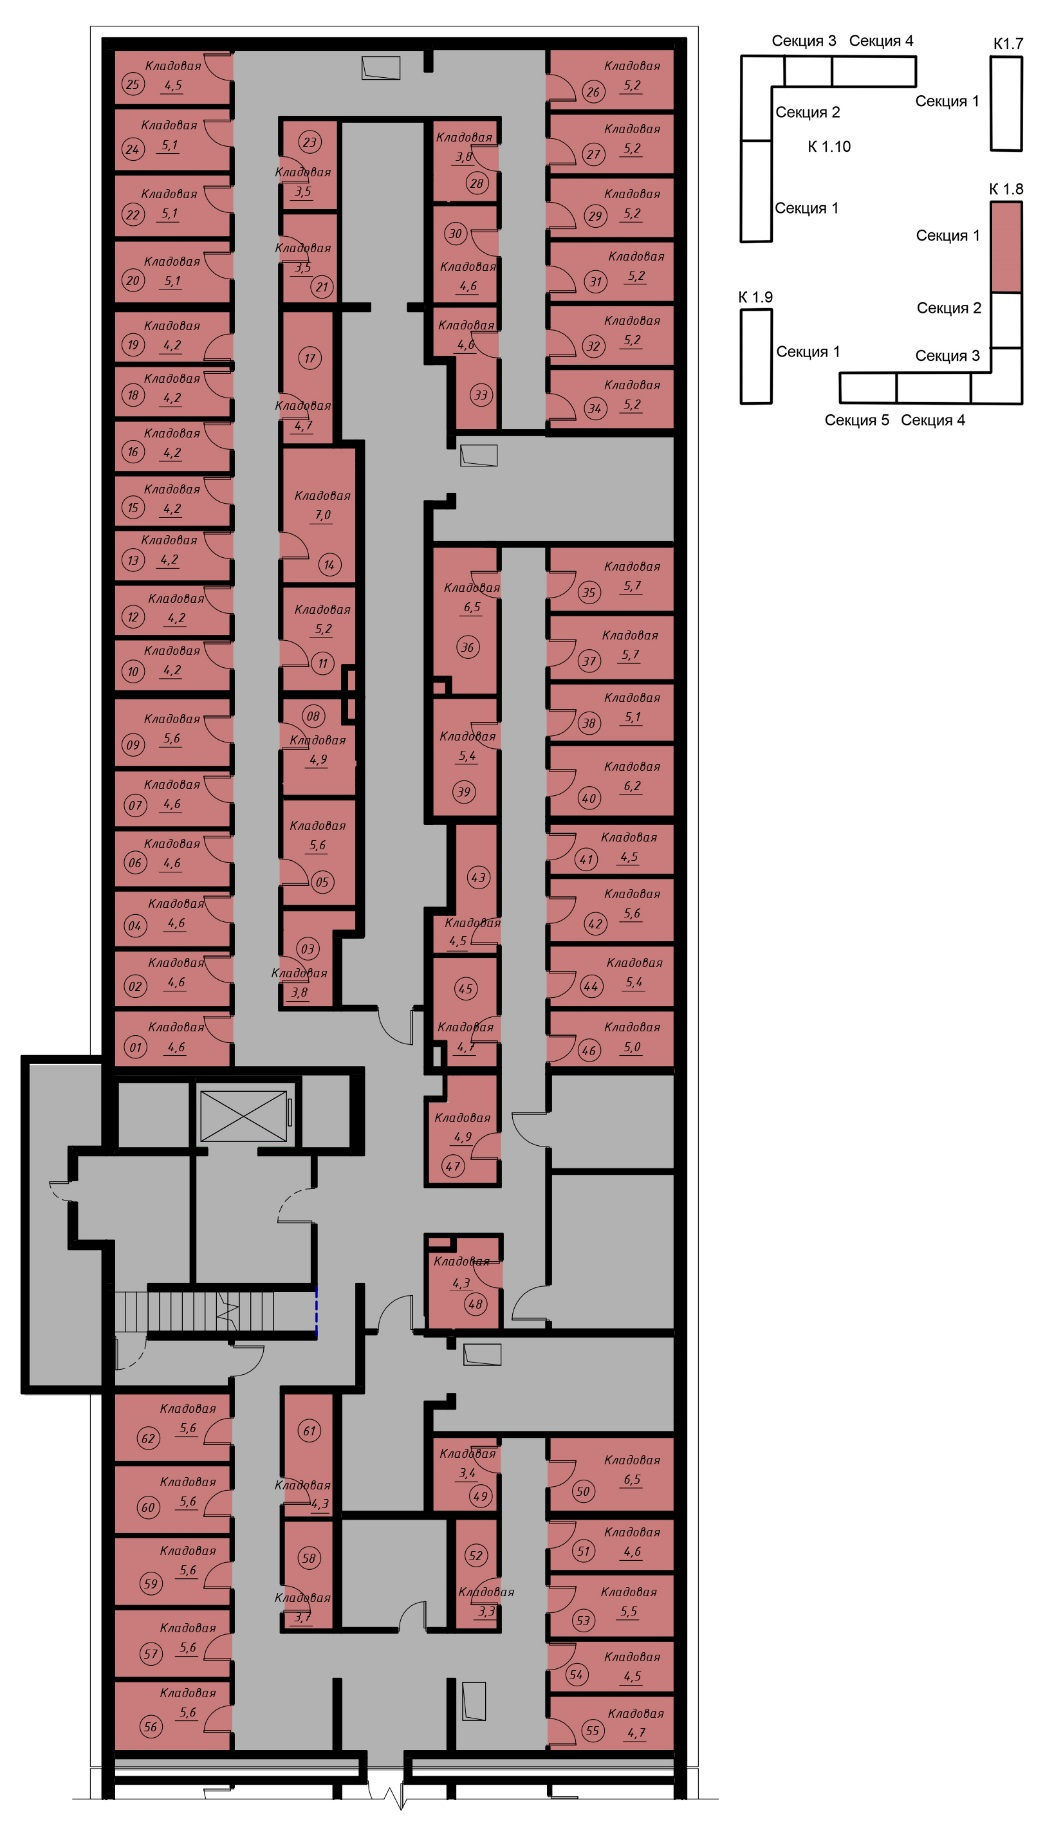 Секция 3 Секция 4
К1.7
Секция 1
Секция 2
К 1.10
Секция 1
К 1.8
Секция 1
Секция 2
Секция 3
К 1.9
Секция 1
Секция 5 Секция 4
Кладовая
25 4,5
Кладовая
24 5,1
Кладовая
22 5,1
Кладовая
20 5,1
Кладовая
19 4,2
Кладовая
18 4,2
Кладовая
16 4,2
Кладовая
15 4,2
Кладовая
13 4,2
Кладовая
12 4,2
Кладовая
10 4,2
Кладовая
09 5,6
Кладовая
07 4,6
Кладовая
06 4,6
Кладовая
04 4,6
Кладовая
02 4,6
Кладовая
01 4,6
23
Кладовая
3,5
Кладовая
3,5
21
17
Кладовая
4,7
Кладовая
7,0
14
Кладовая
5,2
11
08
Кладовая
4,9
Кладовая
5,6
05
03
Кладовая
3,8
Кладовая
3,8
28
30
Кладовая
4,6
Кладовая
4,6
33
Кладовая
26 5,2
Кладовая
27 5,2
Кладовая
29 5,2
Кладовая
31 5,2
Кладовая
32 5,2
Кладовая
34 5,2
Кладовая
6,5
36
Кладовая
5,4
39
43
Кладовая
4,5
45
Кладовая
4,7
Кладовая
4,9
47
Кладовая
4,3
48
Кладовая
35 5,7
Кладовая
37 5,7
Кладовая
38 5,1
Кладовая
40 6,2
Кладовая
41 4,5
Кладовая
42 5,6
Кладовая
44 5,4
Кладовая
46 5,0
Кладовая
62 5,6
Кладовая
60 5,6
Кладовая
59 5,6
Кладовая
57 5,6
Кладовая
56 5,6
61
Кладовая
4,3
58
Кладовая
3,7
Кладовая
3,4
49
52
Кладовая
3,3
Кладовая
50 6,5
Кладовая
51 4,6
Кладовая
53 5,5
Кладовая
54 4,5
Кладовая
55 4,7